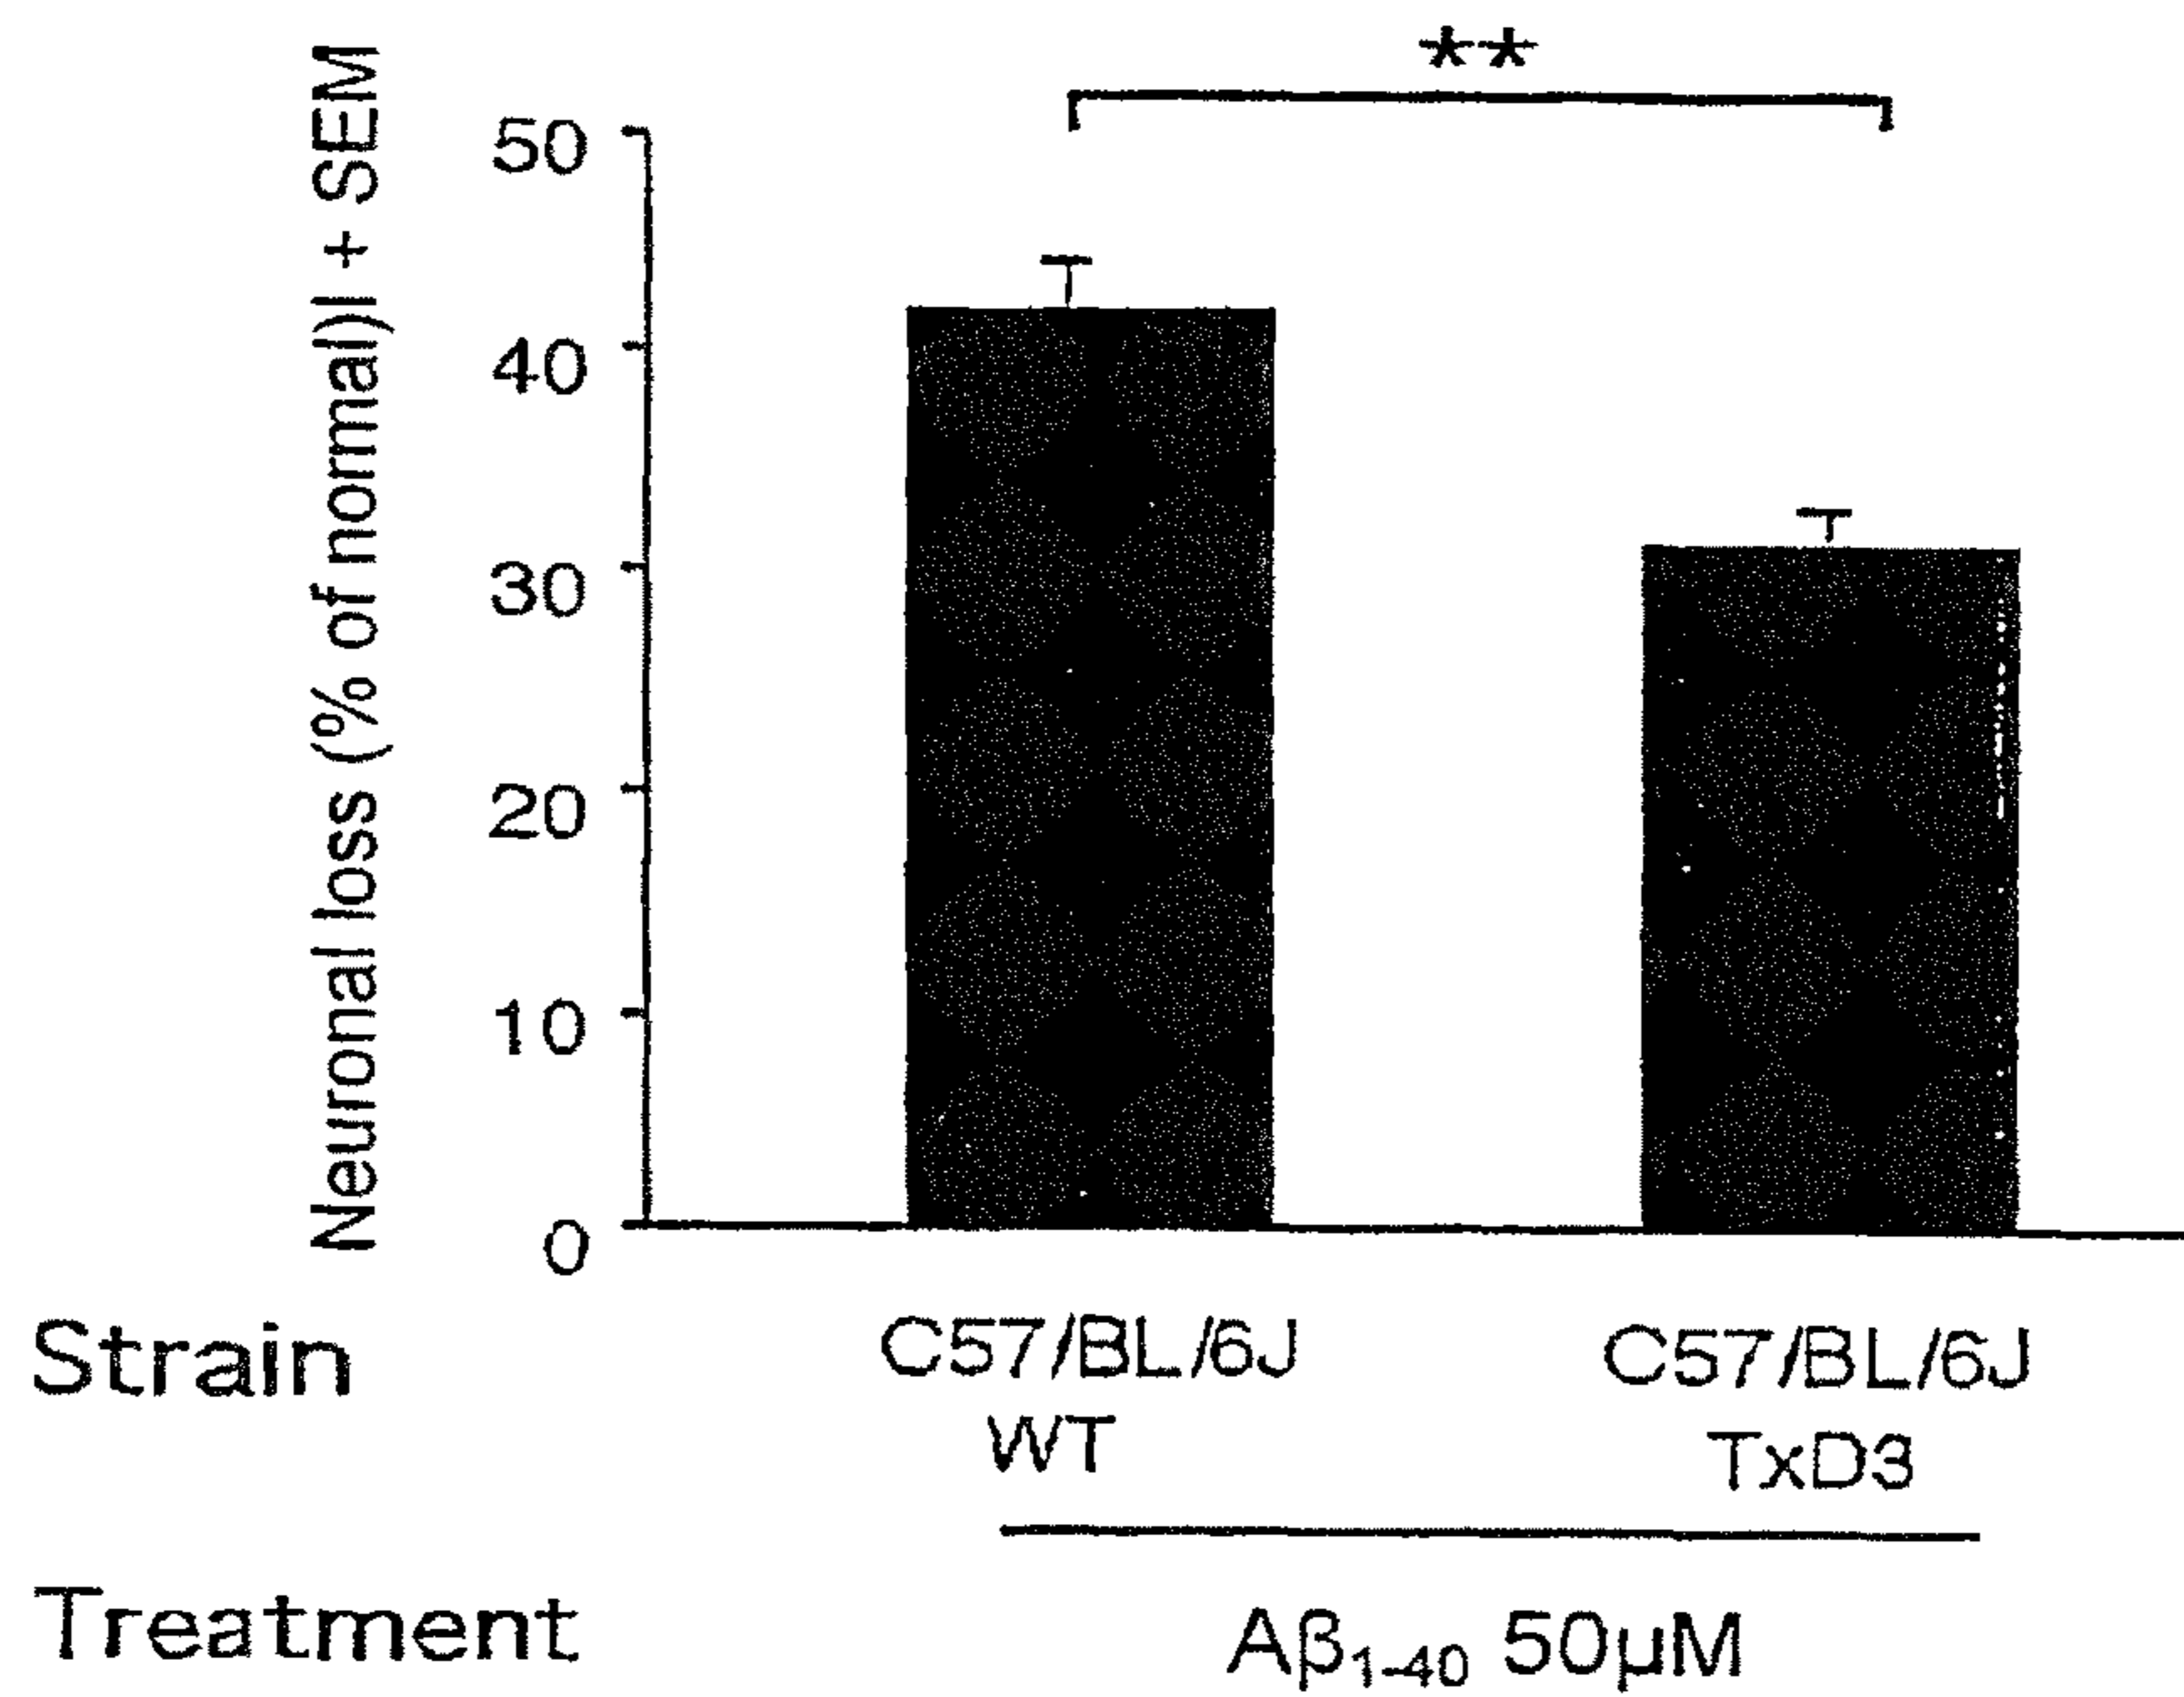 **
Neuronal loss (% of normal)l + SEM
50
40
30
20
10
0
Strain
C57/BL/6J
WT
C57/BL/6J
TxD3
Treatment
Aβ₁₋₄₀ 50µM